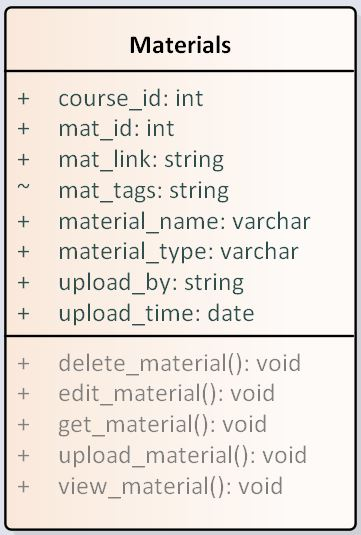 Materials
+ course_id: int
+ mat_id: int
+ mat_link: string
~ mat_tags: string
+ material_name: varchar
+ material_type: varchar
+ upload_by: string
+ upload_time: date
+ delete_material(): void
+ edit_material(): void
+ get_material(): void
+ upload_material(): void
+ view_material(): void